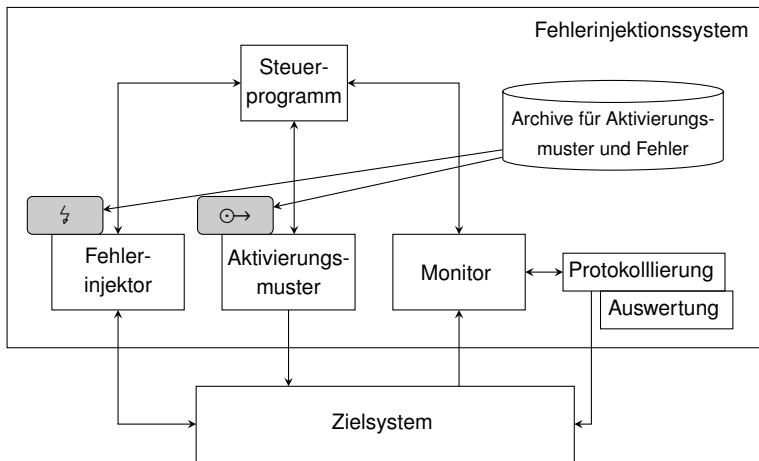 Fehlerinjektionssystem
Steuer-
programm
Archive für Aktivierungs-
muster und Fehler
Fehler-
injektor
Aktivierungs-
muster
Monitor
Protokolllierung
Auswertung
Zielsystem